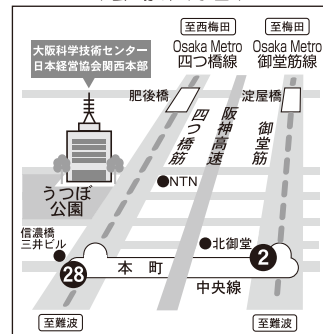 至西梅田
至梅田
Osaka Metro
四つ橋線
Osaka Metro
御堂筋線
大阪科学技術センター
日本経営協会関西本部
肥後橋
淀屋橋
四つ橋筋
阪神高速
御堂筋
うつぼ
公園
●NTN
信濃橋
三井ビル
●北御堂
2
28
本町
中央線
至難波
至難波